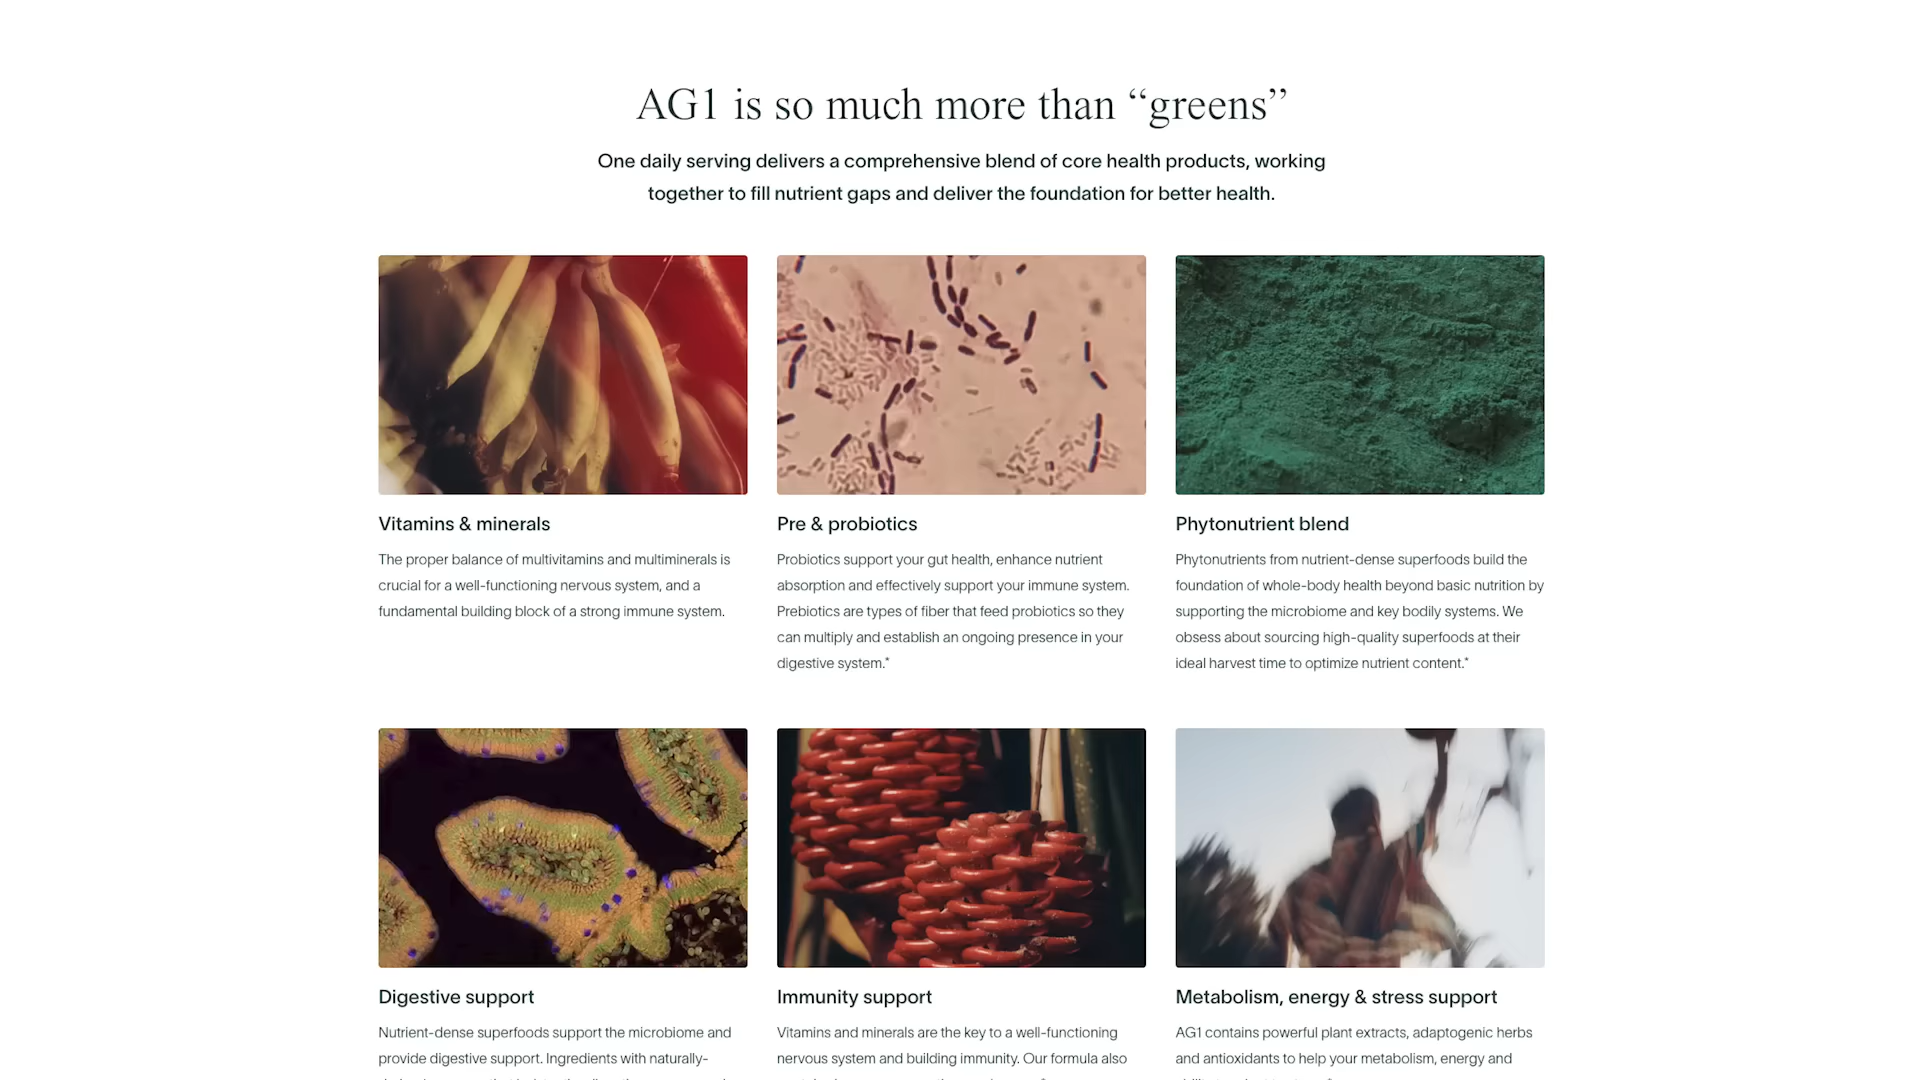 AG1 is so much more than “greens”
One daily serving delivers a comprehensive blend of core health products, working
together to fill nutrient gaps and deliver the foundation for better health.
Vitamins & minerals
The proper balance of multivitamins and multiminerals is
crucial for a well-functioning nervous system, and a
fundamental building block of a strong immune system.
Pre & probiotics
Probiotics support your gut health, enhance nutrient
absorption and effectively support your immune system.
Prebiotics are types of fiber that feed probiotics so they
can multiply and establish an ongoing presence in your
digestive system.*
Phytonutrient blend
Phytonutrients from nutrient-dense superfoods build the
foundation of whole-body health beyond basic nutrition by
supporting the microbiome and key bodily systems. We
obsess about sourcing high-quality superfoods at their
ideal harvest time to optimize nutrient content.*
Digestive support
Nutrient-dense superfoods support the microbiome and
provide digestive support. Ingredients with naturally-
Immunity support
Vitamins and minerals are the key to a well-functioning
nervous system and building immunity. Our formula also
Metabolism, energy & stress support
AG1 contains powerful plant extracts, adaptogenic herbs
and antioxidants to help your metabolism, energy and